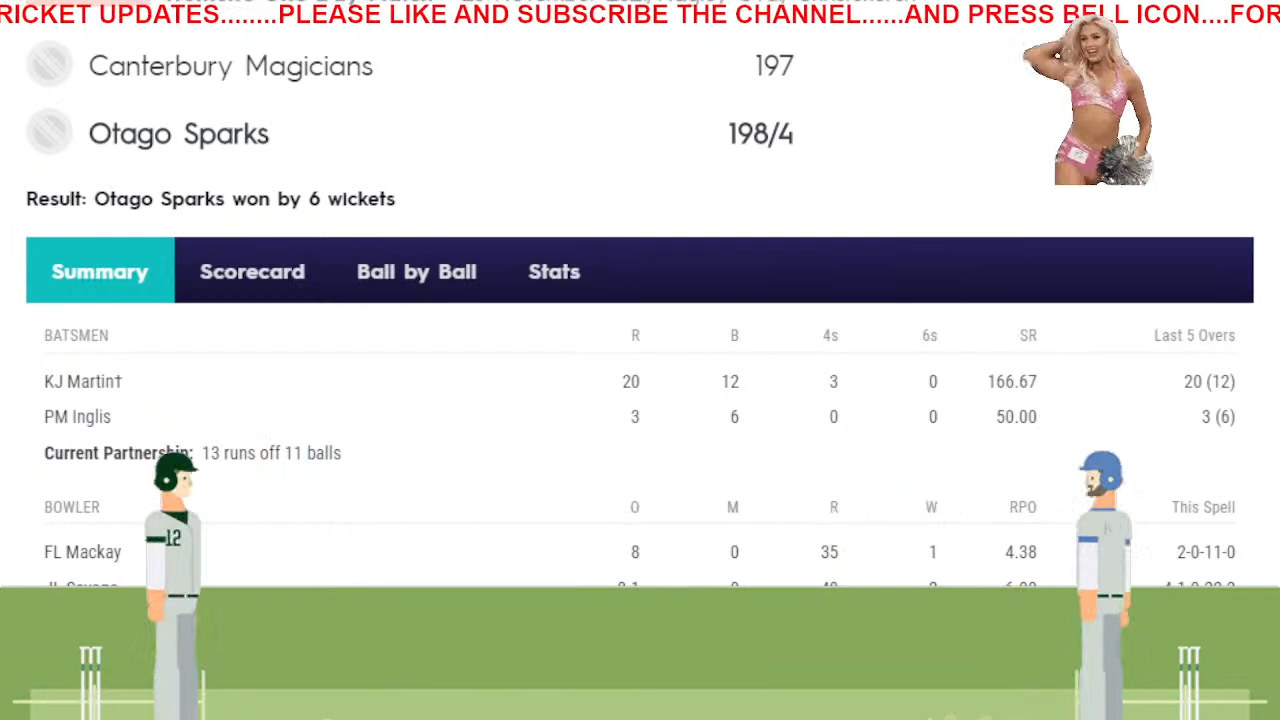 RICKET UPDATES........PLEASE LIKE AND SUBSCRIBE THE CHANNEL......AND PRESS BELL ICON....FOR
Canterbury Magicians 197
Otago Sparks 198/4
Result: Otago Sparks won by 6 wickets
Summary Scorecard Ball by Ball Stats
BATSMEN R B 4s 6s SR Last 5 Overs
KJ Martin† 20 12 3 0 166.67 20 (12)
PM Inglis 3 6 0 0 50.00 3 (6)
Current Partnership: 13 runs off 11 balls
BOWLER O M R W RPO This Spell
12
FL Mackay 8 0 35 1 4.38 2-0-11-0